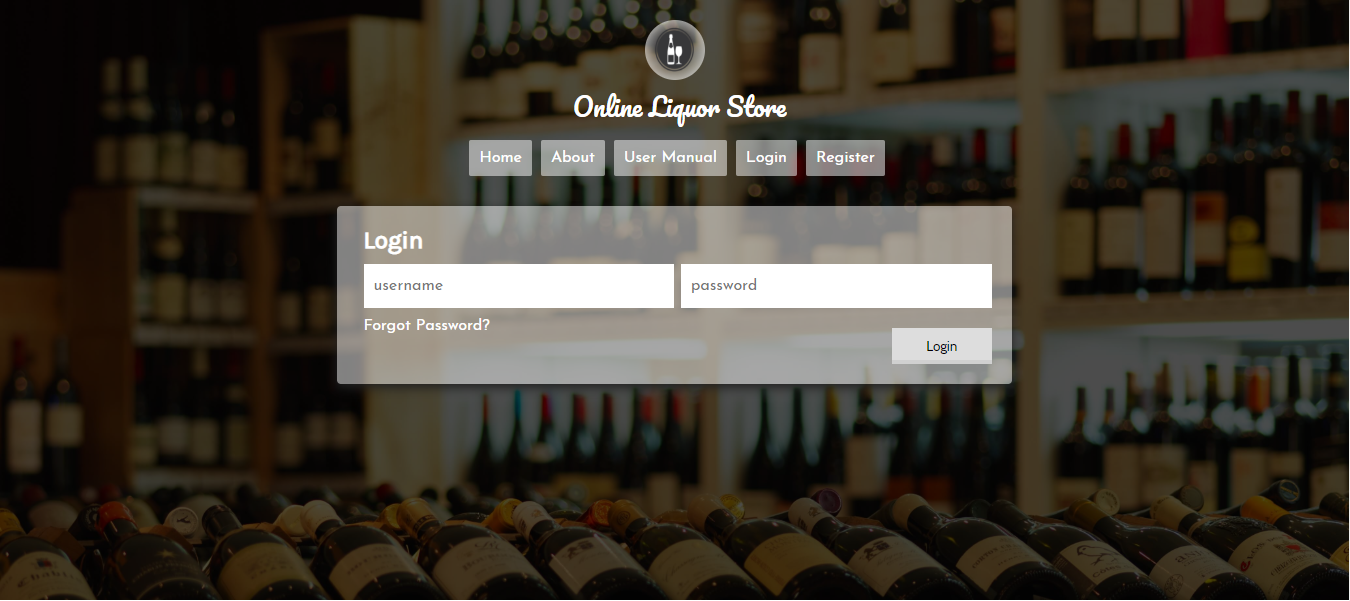 Online Liquor Store
Home About User Manual Login Register
Login
username password
Forgot Password?
Login